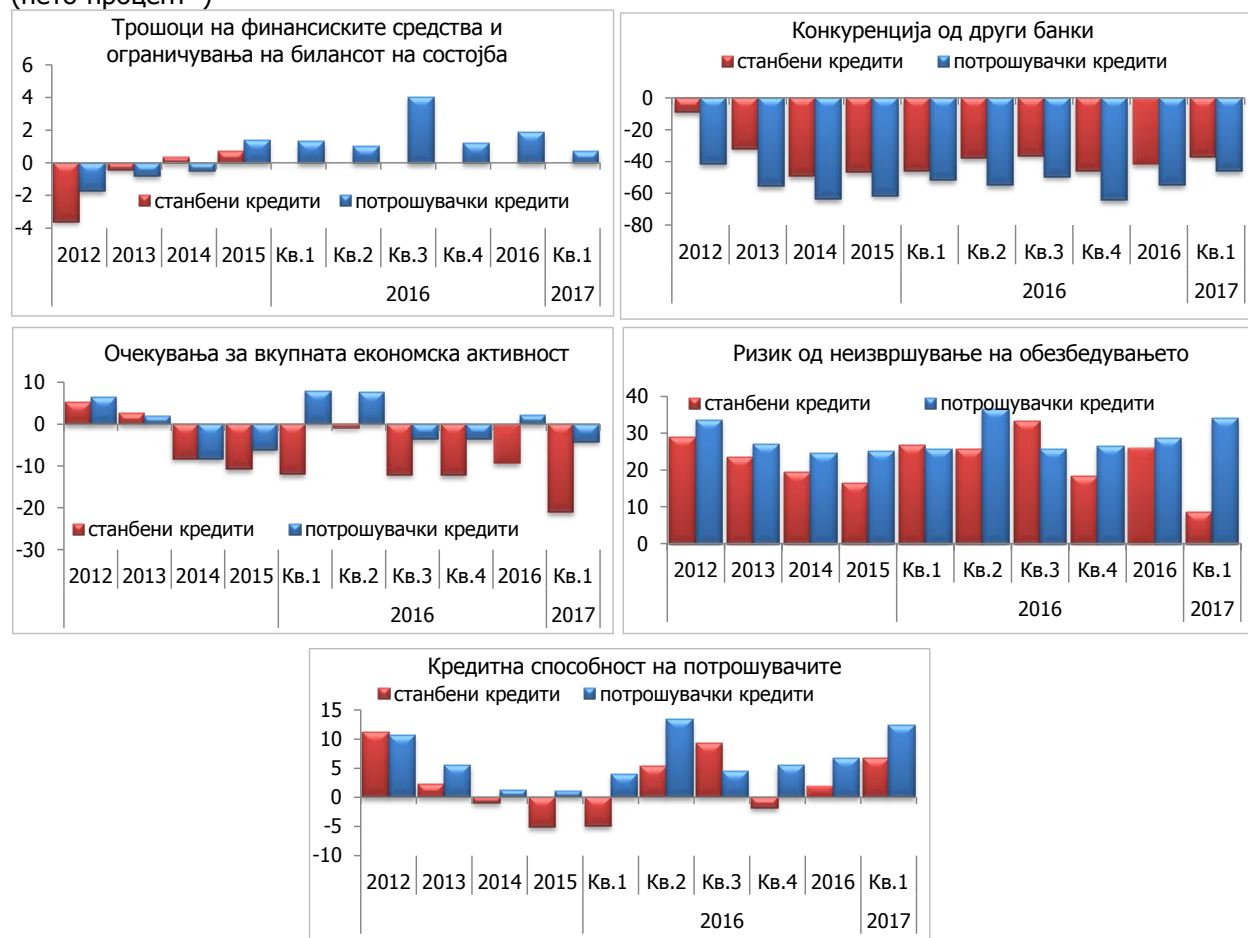 Трошоци на финансиските средства и
ограничувања на билансот на состојба
6
4
2
0
-2
-4
станбени кредити потрошувачки кредити
2012 2013 2014 2015 Кв.1 Кв.2 Кв.3 Кв.4 2016 Кв.1
2016 2017
Конкуренција од други банки
станбени кредити потрошувачки кредити
0
-20
-40
-60
-80
2012 2013 2014 2015 Кв.1 Кв.2 Кв.3 Кв.4 2016 Кв.1
2016 2017
Очекувања за вкупната економска активност
10
0
-10
-20
-30
станбени кредити потрошувачки кредити
2012 2013 2014 2015 Кв.1 Кв.2 Кв.3 Кв.4 2016 Кв.1
2016 2017
Ризик од неизвршување на обезбедувањето
станбени кредити потрошувачки кредити
40
30
20
10
0
2012 2013 2014 2015 Кв.1 Кв.2 Кв.3 Кв.4 2016 Кв.1
2016 2017
Кредитна способност на потрошувачите
станбени кредити потрошувачки кредити
15
10
5
0
-5
-10
2012 2013 2014 2015 Кв.1 Кв.2 Кв.3 Кв.4 2016 Кв.1
2016 2017